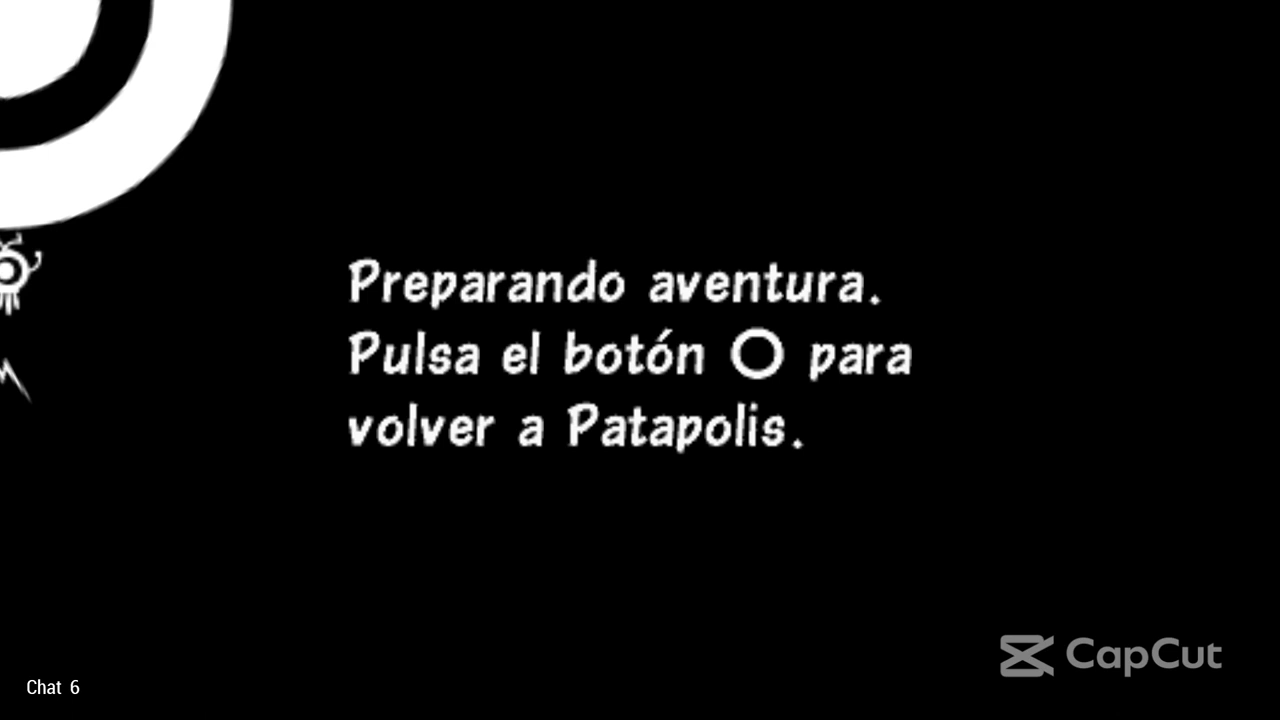 Preparando aventura.
Pulsa el botón O para
volver a Patapolis.
CapCut
Chat 6